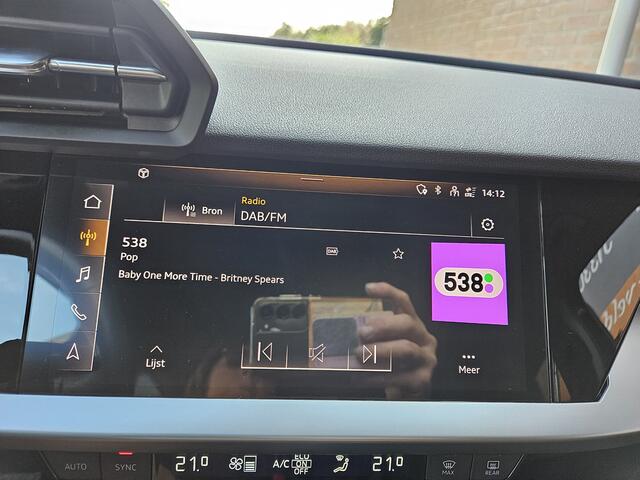 14:12
Radio
Bron
DAB/FM
538
Pop
DAB
538
Baby One More Time - Britney Spears
Lijst
Meer
AUTO
SYNC
21.0
A/C
ECO
ON
OFF
21.0
MAX
REAR